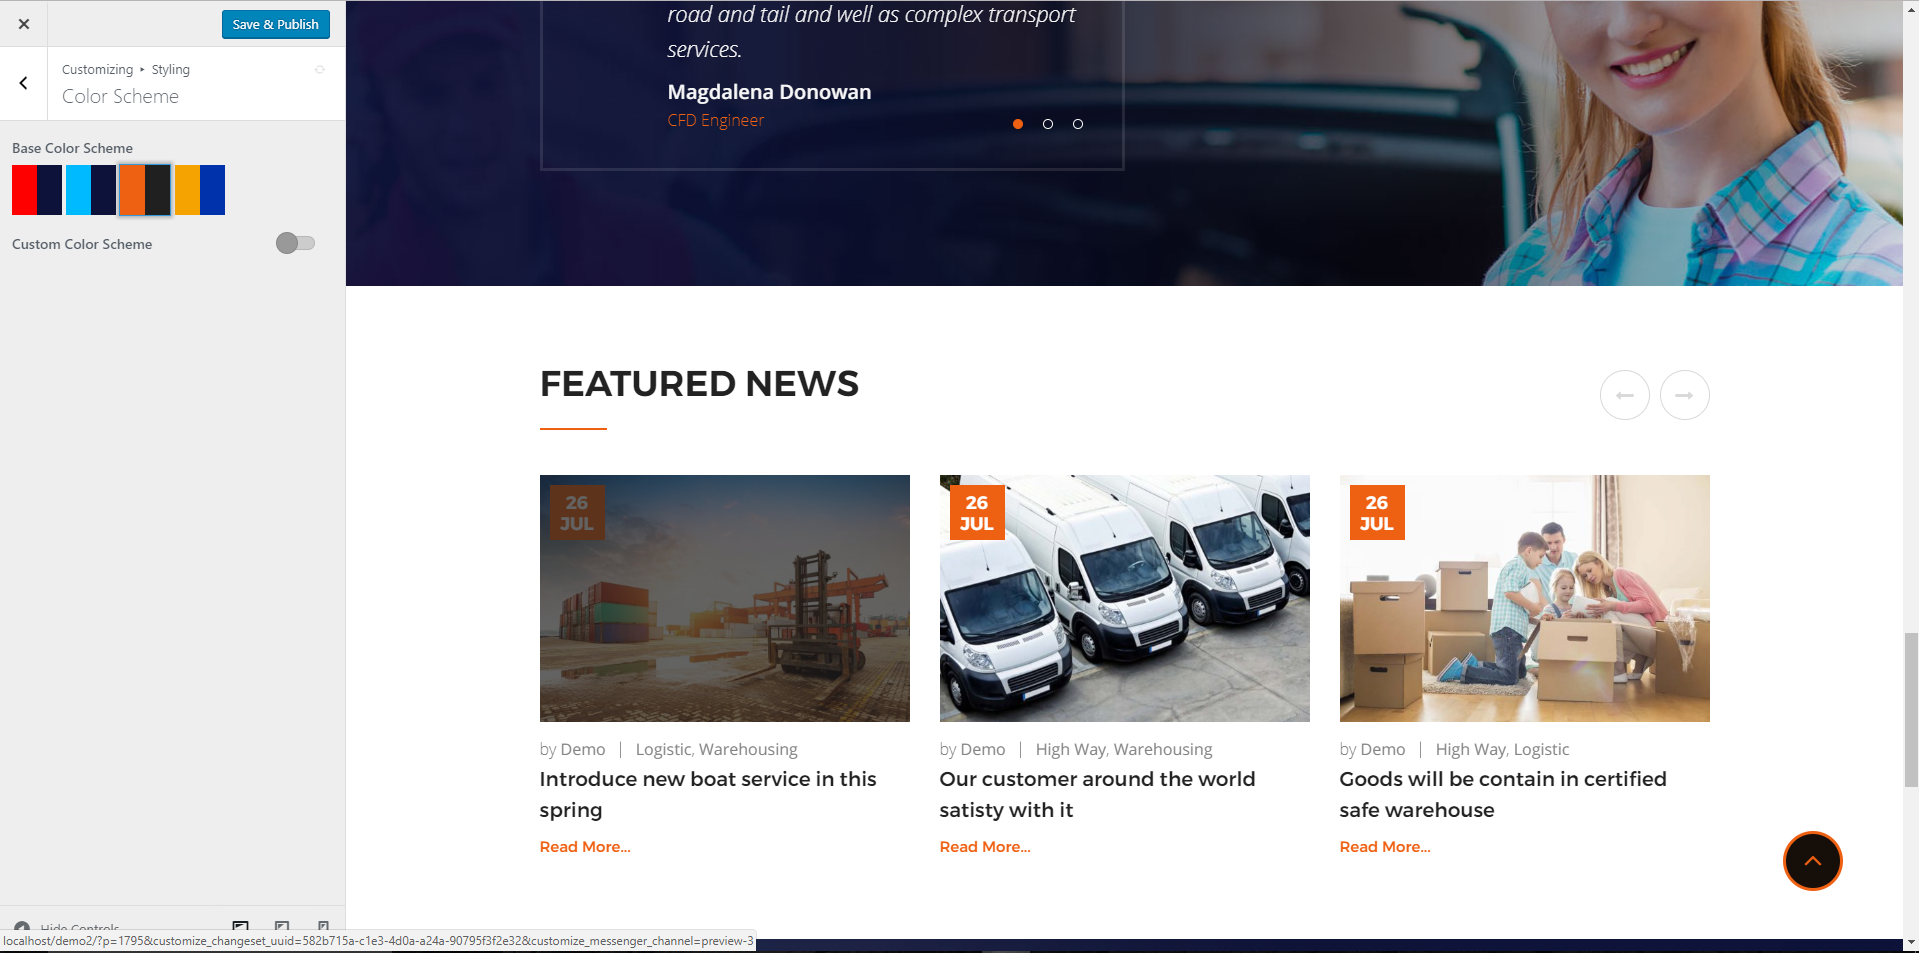 Save & Publish
Customizing ▸ Styling
Color Scheme
Base Color Scheme
Custom Color Scheme
Hide Controls
localhost/demo2/?p=1795&customize_changeset_uuid=582b715a-c1e3-4d0a-a24a-90795f3f2e32&customize_messenger_channel=preview-3
road and tail and well as complex transport
services.
Magdalena Donowan
CFD Engineer
FEATURED NEWS
26
JUL
by Demo | Logistic, Warehousing
Introduce new boat service in this
spring
Read More...
26
JUL
by Demo | High Way, Warehousing
Our customer around the world
satisty with it
Read More...
26
JUL
by Demo | High Way, Logistic
Goods will be contain in certified
safe warehouse
Read More...